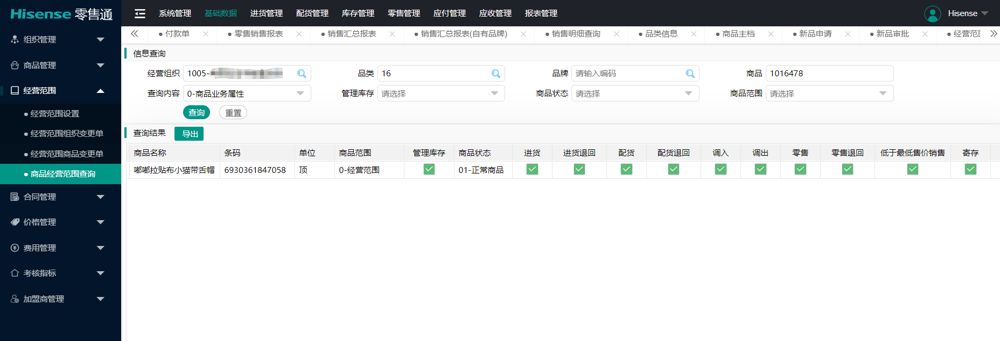 Hisense 零售通 系统管理 基础数据 进货管理 配货管理 库存管理 零售管理 应付管理 应收管理 报表管理 Hisense
付款单 零售销售报表 销售汇总报表 销售汇总报表(自有品牌) 销售明细查询 品类信息 商品主档 新品申请 新品审批 经营范
组织管理
商品管理
经营范围
经营范围设置
经营范围组织变更单
经营范围商品变更单
商品经营范围查询
合同管理
价格管理
费用管理
考核指标
加盟商管理
信息查询
经营组织 1005- 品类 16 品牌 请输入编码 商品 1016478
查询内容 0-商品业务属性 管理库存 请选择 商品状态 请选择 商品范围 请选择
查询 重置
查询结果 导出
商品名称 条码 单位 商品范围 管理库存 商品状态 进货 进货退回 配货 配货退回 调入 调出 零售 零售退回 低于最低售价销售 寄存
嘟嘟拉贴布小猫带舌帽 6930361847058 顶 0-经营范围 01-正常商品